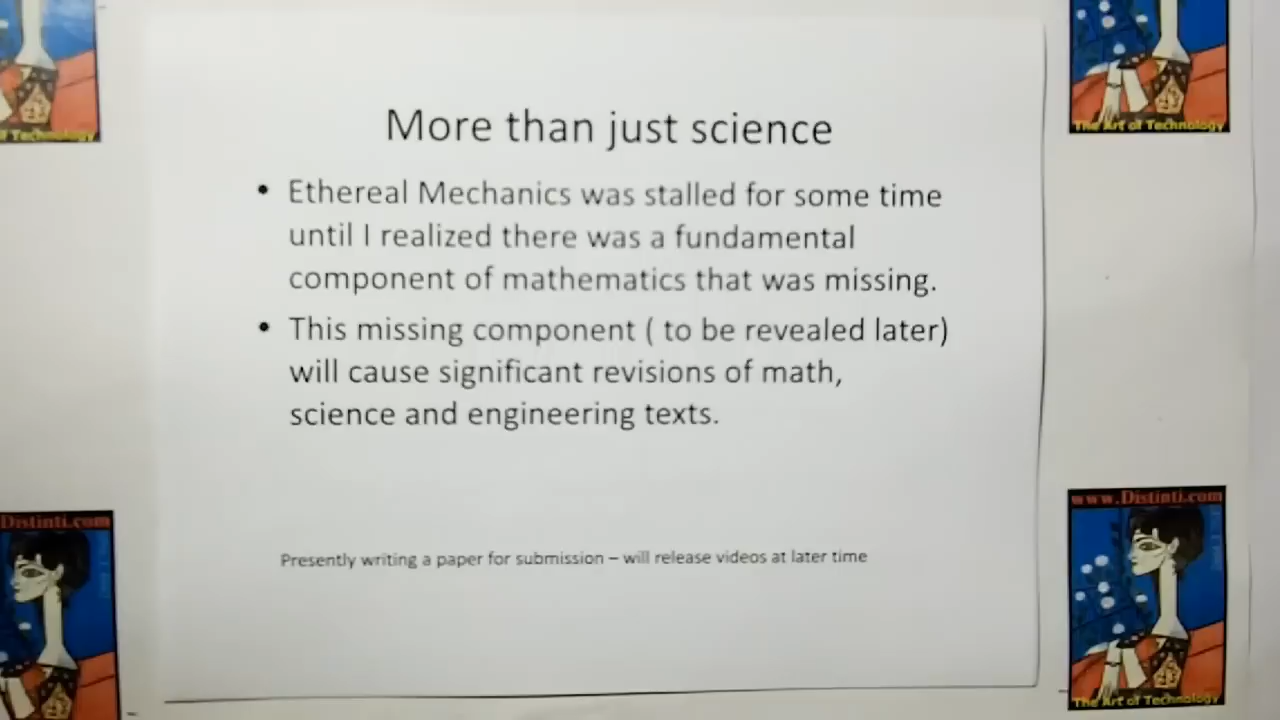 More than just science
• Ethereal Mechanics was stalled for some time
until I realized there was a fundamental
component of mathematics that was missing.
• This missing component ( to be revealed later)
will cause significant revisions of math,
science and engineering texts.
Presently writing a paper for submission – will release videos at later time
of Technology
The Art of Technology
Distinti.com
www.Distinti.com
The Art of Technology